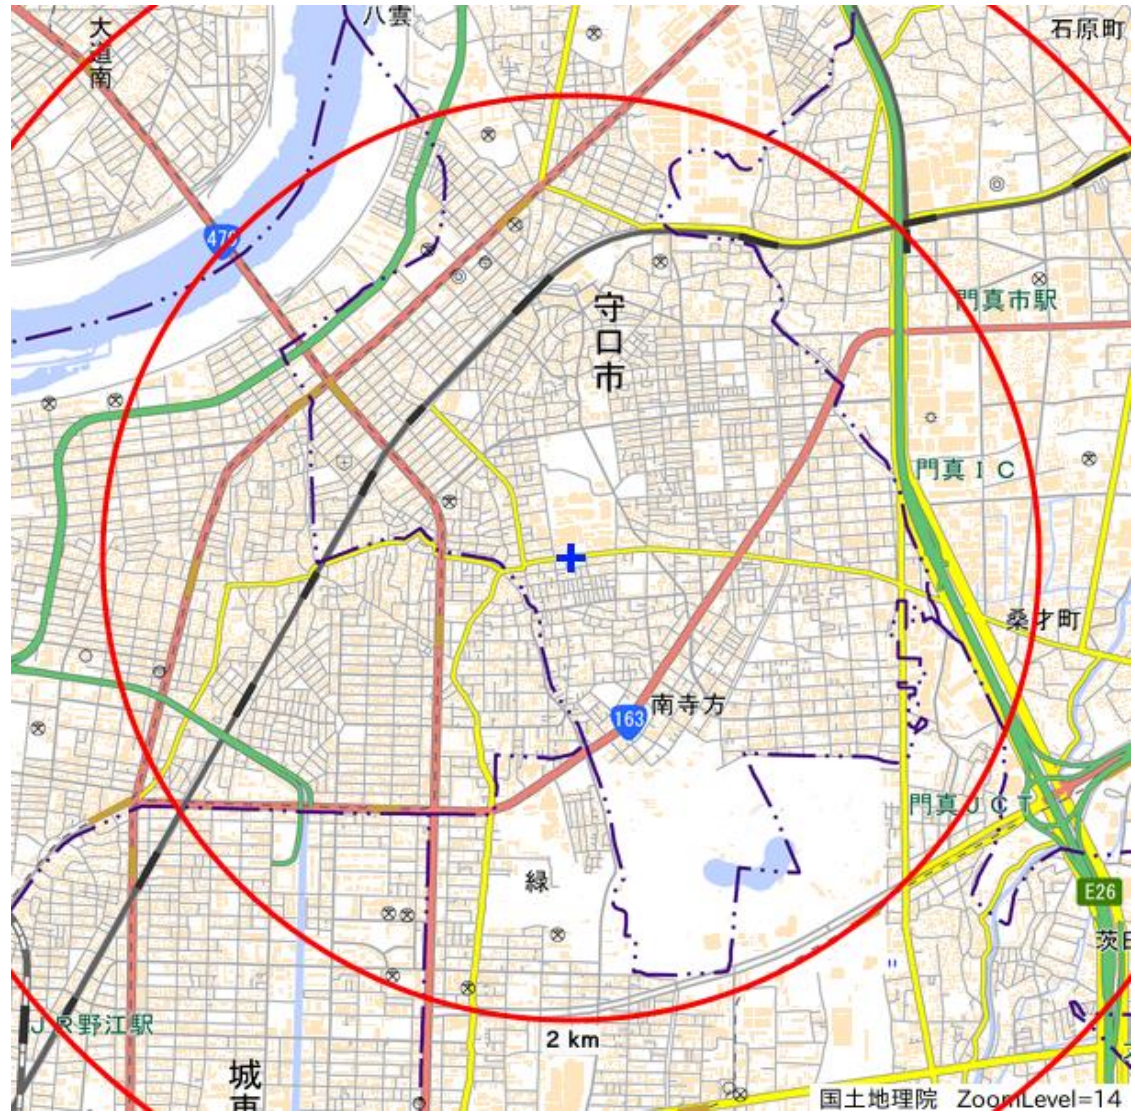 八雲
大道南
石原町
479
守口市
門真市駅
門真IC
桑才町
163
南寺方
門真JCT
緑
E26
JR野江駅
2 km
城
国土地理院 ZoomLevel=14